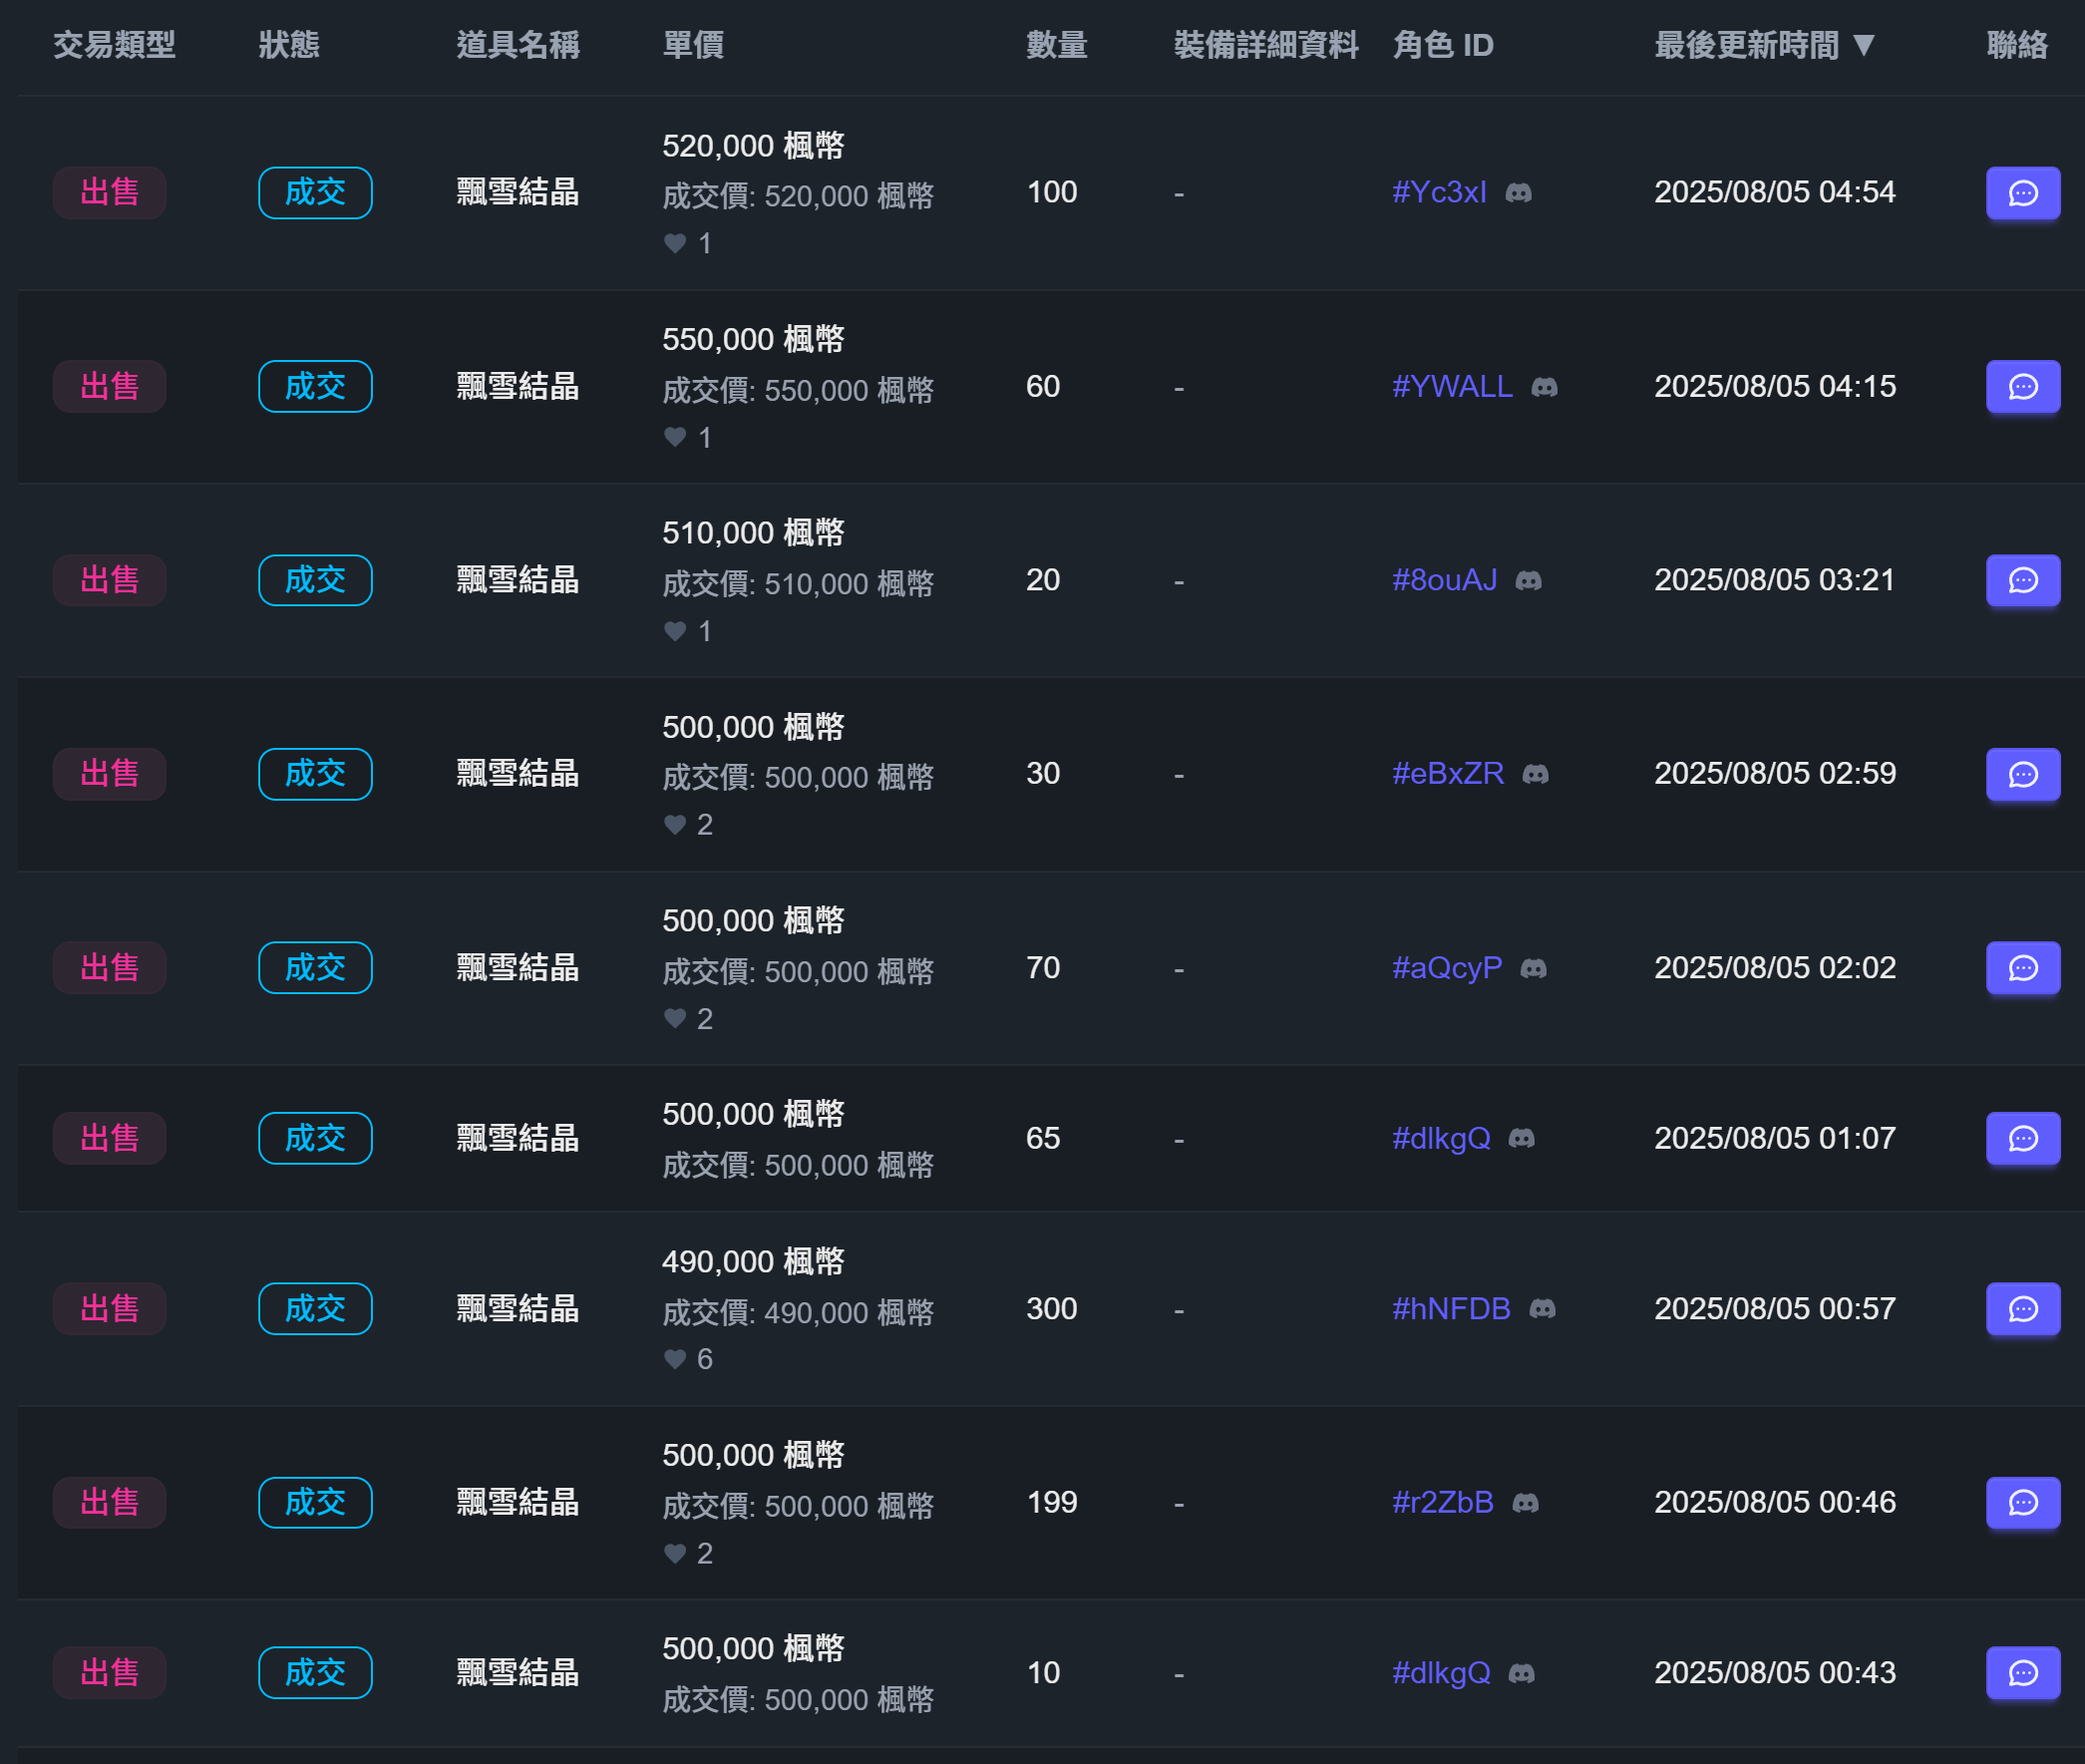 交易類型 狀態 道具名稱 單價 數量 裝備詳細資料 角色 ID 最後更新時間 ▼ 聯絡
520,000 楓幣
出售 成交 飄雪結晶 成交價: 520,000 楓幣 100 - #Yc3xI 2025/08/05 04:54
1
550,000 楓幣
出售 成交 飄雪結晶 成交價: 550,000 楓幣 60 - #YWALL 2025/08/05 04:15
1
510,000 楓幣
出售 成交 飄雪結晶 成交價: 510,000 楓幣 20 - #8ouAJ 2025/08/05 03:21
1
500,000 楓幣
出售 成交 飄雪結晶 成交價: 500,000 楓幣 30 - #eBxZR 2025/08/05 02:59
2
500,000 楓幣
出售 成交 飄雪結晶 成交價: 500,000 楓幣 70 - #aQcyP 2025/08/05 02:02
2
500,000 楓幣
出售 成交 飄雪結晶 成交價: 500,000 楓幣 65 - #dlkgQ 2025/08/05 01:07
490,000 楓幣
出售 成交 飄雪結晶 成交價: 490,000 楓幣 300 - #hNFDB 2025/08/05 00:57
6
500,000 楓幣
出售 成交 飄雪結晶 成交價: 500,000 楓幣 199 - #r2ZbB 2025/08/05 00:46
2
500,000 楓幣
出售 成交 飄雪結晶 成交價: 500,000 楓幣 10 - #dlkgQ 2025/08/05 00:43